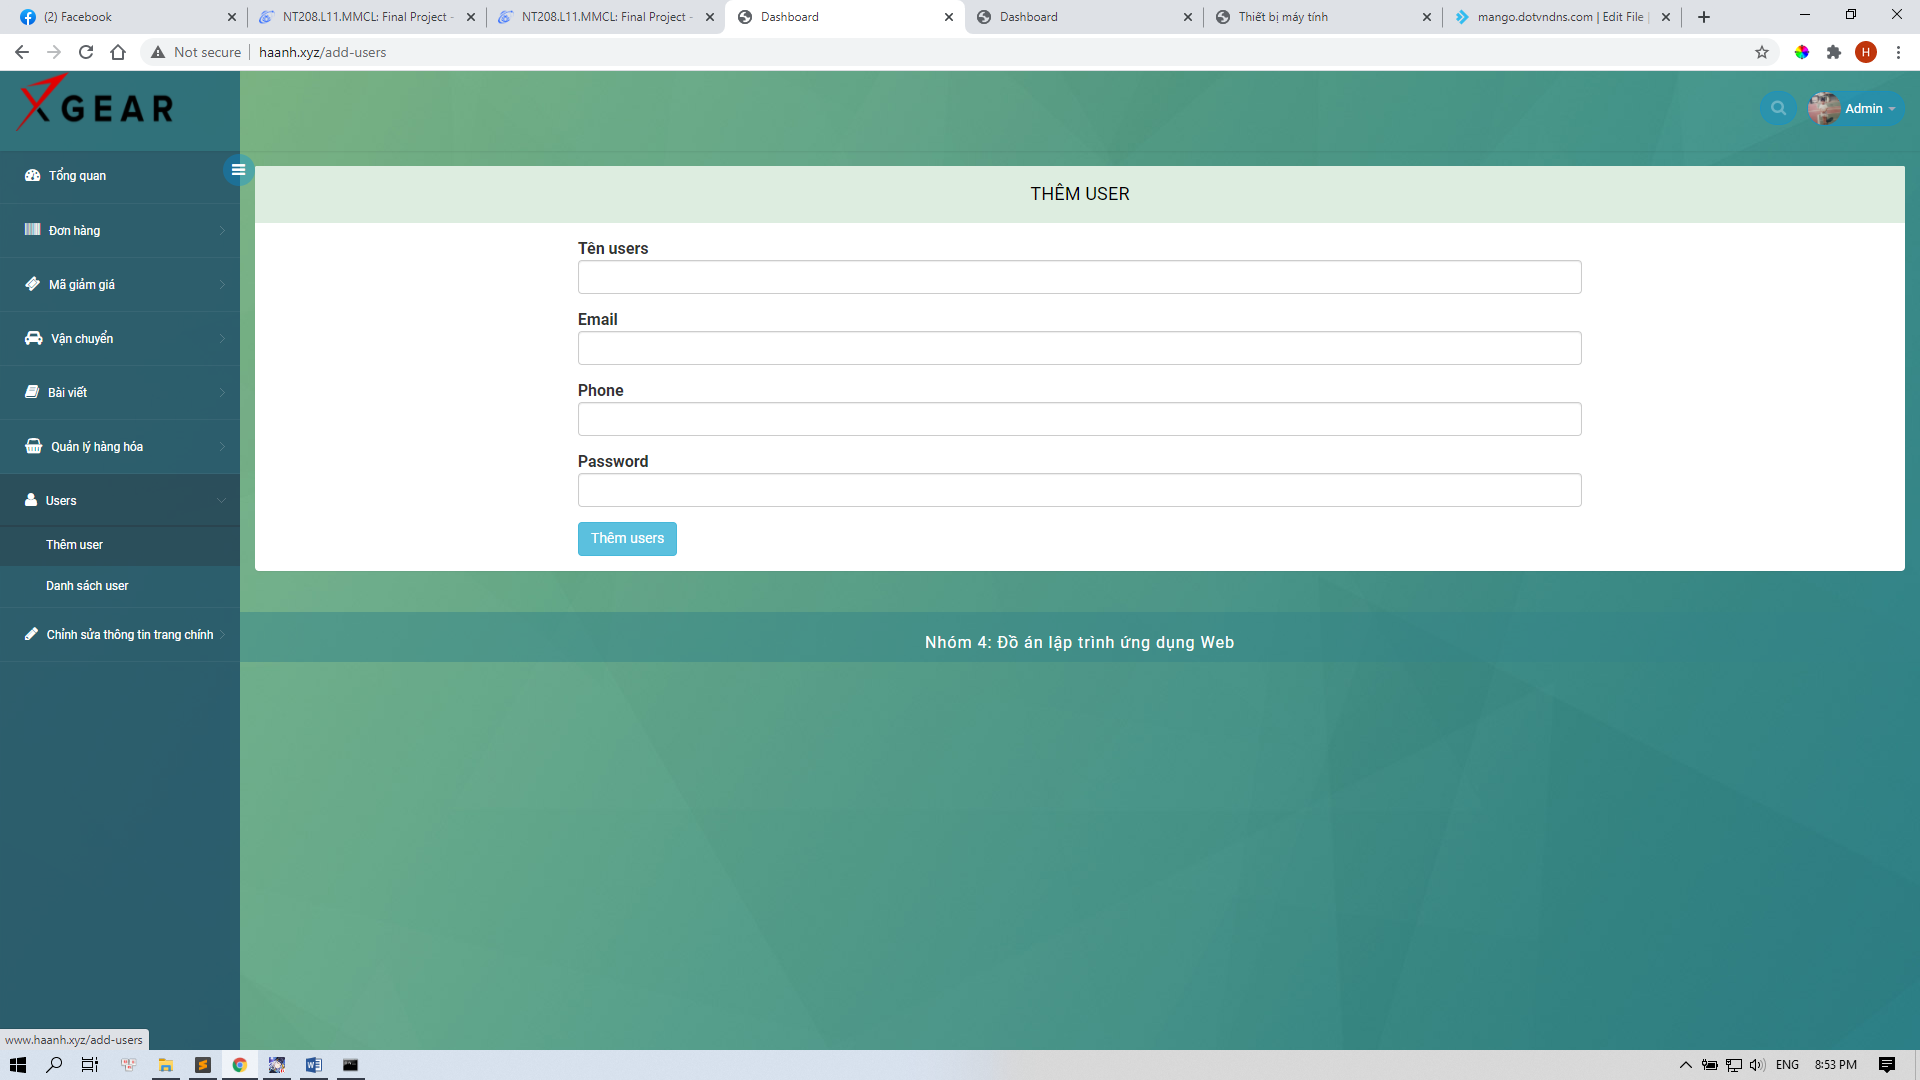 (2) Facebook
NT208.L11.MMCL: Final Project -
NT208.L11.MMCL: Final Project -
Dashboard
Dashboard
Thiết bị máy tính
mango.dotvndns.com | Edit File |
Not secure
haanh.xyz/add-users
H
XGEAR
Admin
Tổng quan
Đơn hàng
Mã giảm giá
Vận chuyển
Bài viết
Quản lý hàng hóa
Users
Thêm user
Danh sách user
Chỉnh sửa thông tin trang chính
THÊM USER
Tên users
Email
Phone
Password
Thêm users
Nhóm 4: Đồ án lập trình ứng dụng Web
www.haanh.xyz/add-users
ENG
8:53 PM